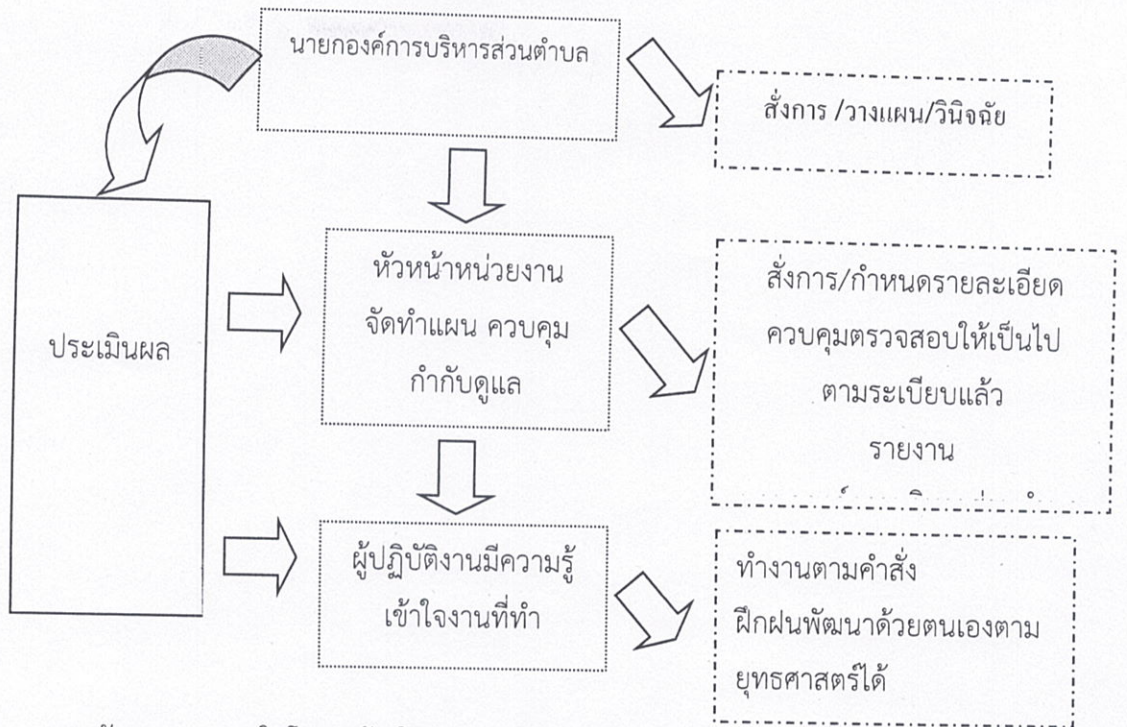 นายกองค์การบริหารส่วนตำบล
สั่งการ /วางแผน/วินิจฉัย
ประเมินผล
หัวหน้าหน่วยงาน
จัดทำแผน ควบคุม
กำกับดูแล
สั่งการ/กำหนดรายละเอียด
ควบคุมตรวจสอบให้เป็นไป
ตามระเบียบแล้ว
รายงาน
ผู้ปฏิบัติงานมีความรู้
เข้าใจงานที่ทำ
ทำงานตามคำสั่ง
ฝึกฝนพัฒนาด้วยตนเองตาม
ยุทธศาสตร์ได้